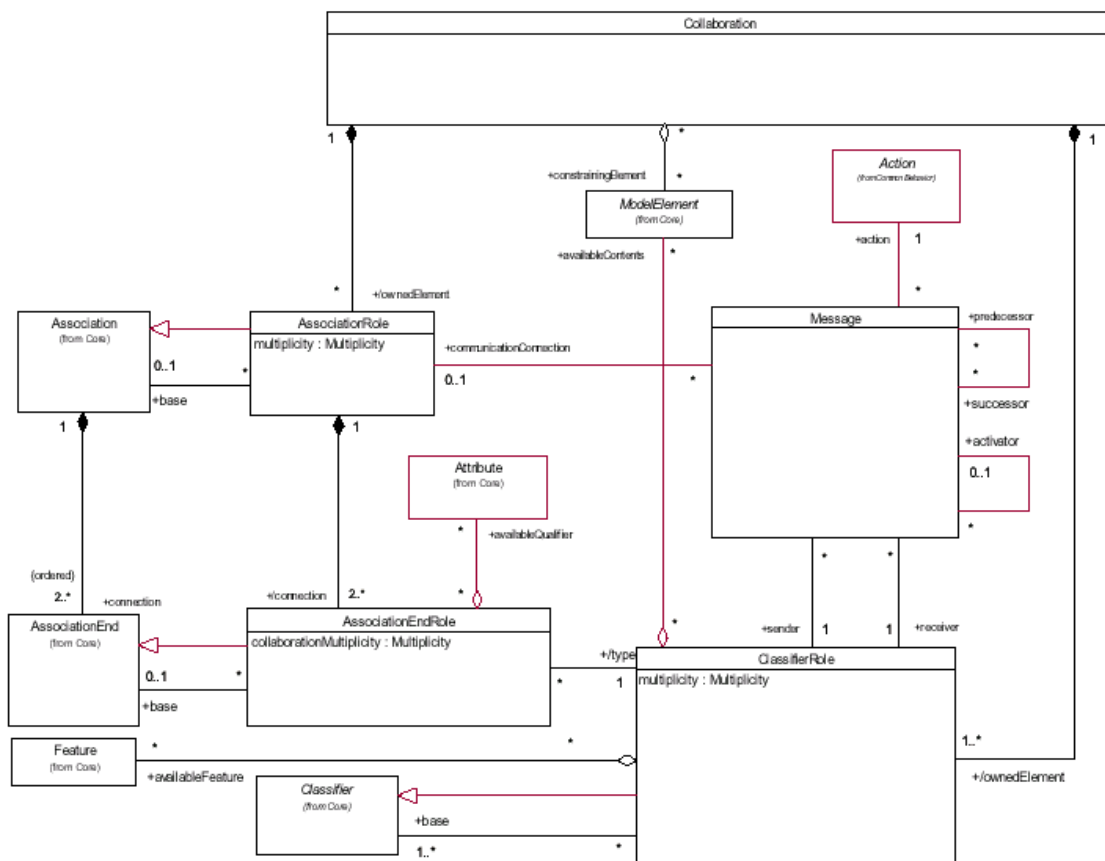 Collaboration
1
*
1
+constrainingElement
*
Action
(from Common Behavior)
ModelElement
(from Core)
+availableContents
*
+action
1
*
+/ownedElement
*
Association
(from Core)
AssociationRole
multiplicity : Multiplicity
Message
+predecessor
*
*
+successor
+communicationConnection
0..1
*
0..1
*
+base
1
1
+activator
0..1
*
Attribute
(from Core)
*
+availableQualifier
(ordered)
2..*
+connection
+/connection
2..*
*
*
*
+sender
1
1
+receiver
AssociationEnd
(from Core)
AssociationEndRole
collaborationMultiplicity : Multiplicity
*
+/type
*
1
ClassifierRole
multiplicity : Multiplicity
0..1
*
+base
Feature
(from Core)
*
*
+availableFeature
1..*
+/ownedElement
Classifier
(from Core)
+base
1..*
*